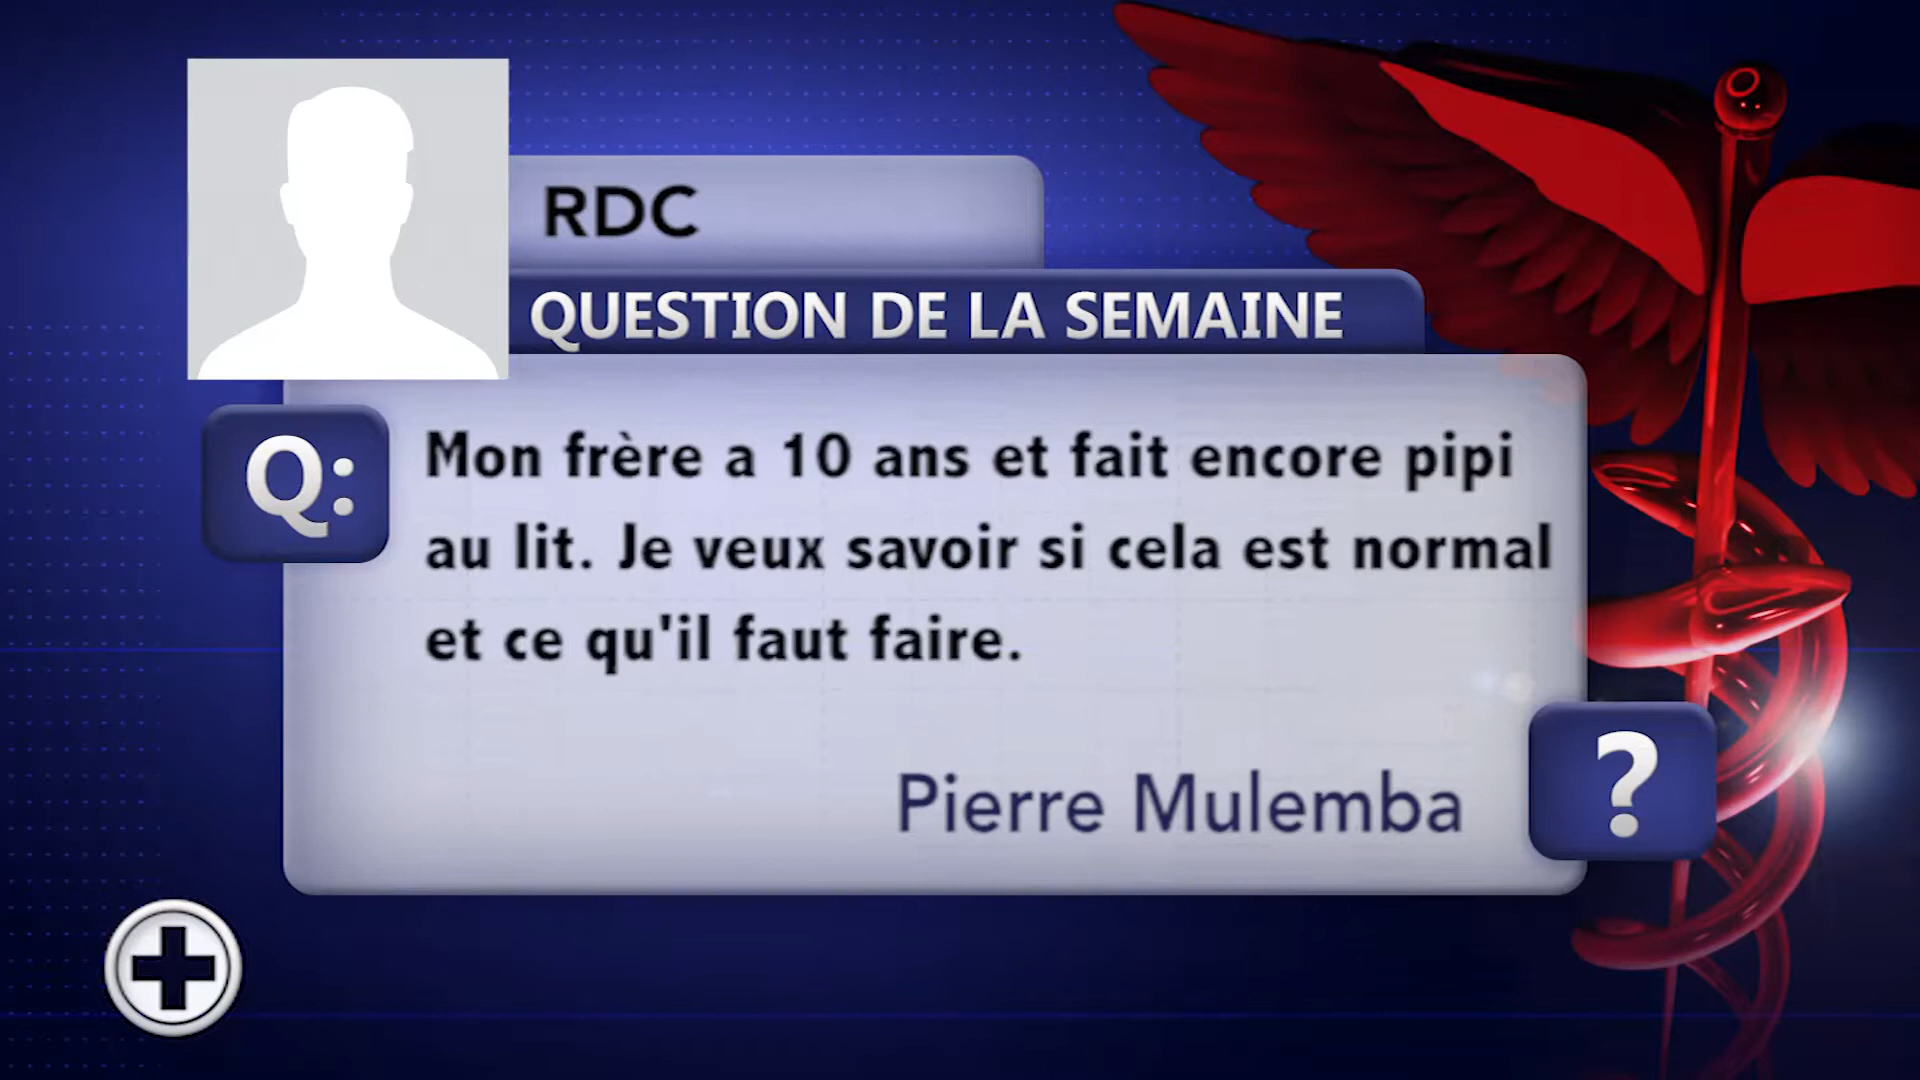 RDC
QUESTION DE LA SEMAINE
Q:
Mon frère a 10 ans et fait encore pipi
au lit. Je veux savoir si cela est normal
et ce qu'il faut faire.
Pierre Mulemba
?